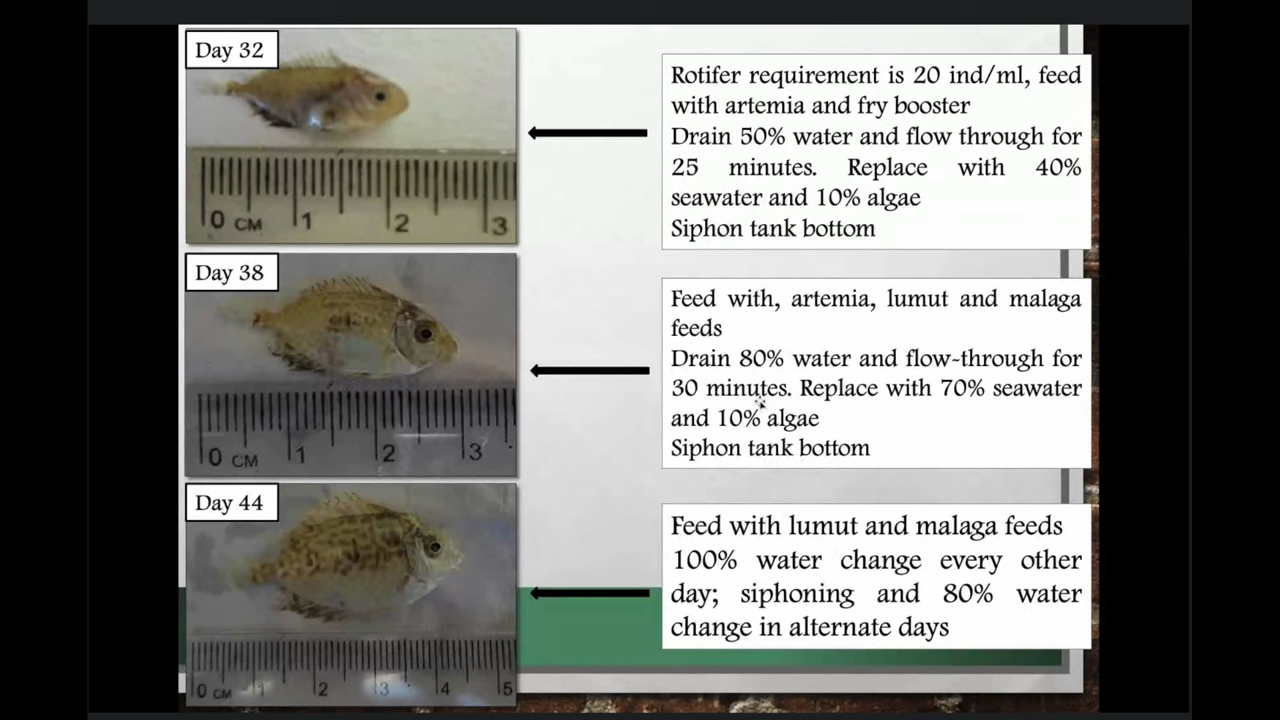 Day 32
0 CM 1 2 3
Rotifer requirement is 20 ind/ml, feed
with artemia and fry booster
Drain 50% water and flow through for
25 minutes. Replace with 40%
seawater and 10% algae
Siphon tank bottom
Day 38
0 CM 1 2 3
Feed with, artemia, lumut and malaga
feeds
Drain 80% water and flow-through for
30 minutes. Replace with 70% seawater
and 10% algae
Siphon tank bottom
Day 44
0 CM 1 2 3 4 5
Feed with lumut and malaga feeds
100% water change every other
day; siphoning and 80% water
change in alternate days